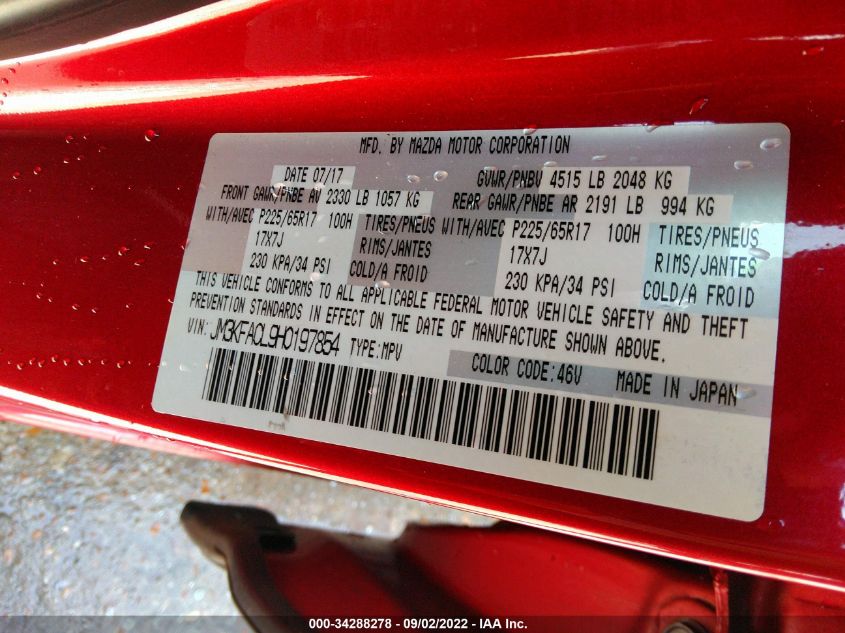 MFD. BY MAZDA MOTOR CORPORATION
DATE 07/17 GVWR/PNBV 4515 LB 2048 KG
FRONT GAWR/PNBE AV 2330 LB 1057 KG REAR GAWR/PNBE AR 2191 LB 994 KG
WITH/AVEC P225/65R17 100H TIRES/PNEUS WITH/AVEC P225/65R17 100H TIRES/PNEUS
17X7J RIMS/JANTES 17X7J RIMS/JANTES
230 KPA/34 PSI COLD/A FROID 230 KPA/34 PSI COLD/A FROID
THIS VEHICLE CONFORMS TO ALL APPLICABLE FEDERAL MOTOR VEHICLE SAFETY AND THEFT
PREVENTION STANDARDS IN EFFECT ON THE DATE OF MANUFACTURE SHOWN ABOVE.
VIN: JM3KFACL9H0197854 TYPE:MPV
COLOR CODE:46V MADE IN JAPAN
000-34288278 - 09/02/2022 - IAA Inc.